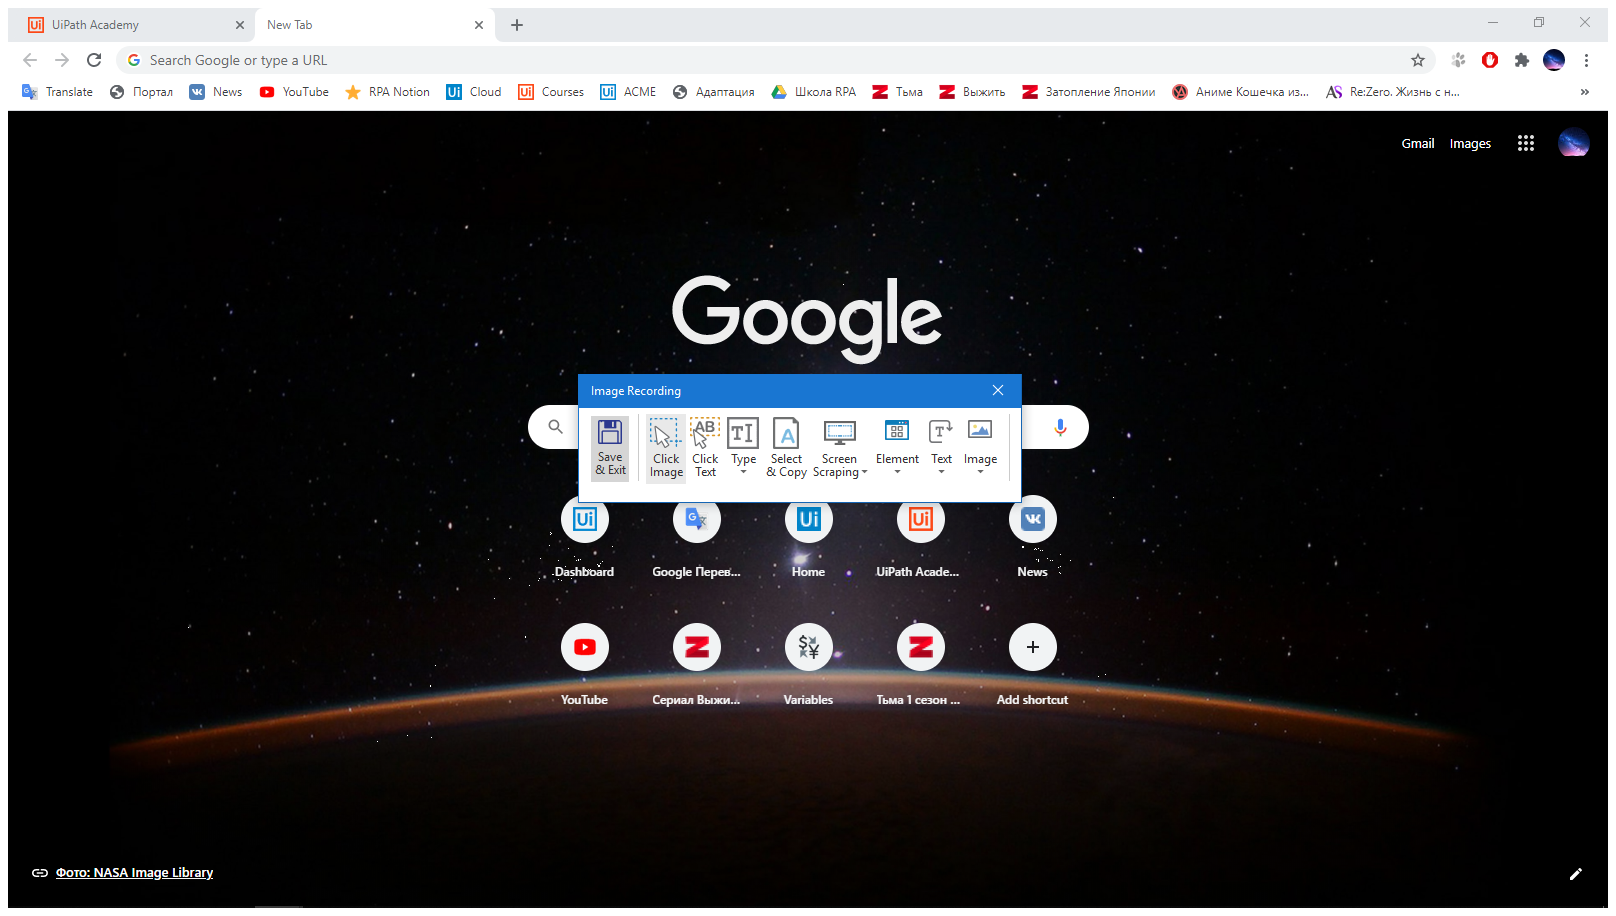 UiPath Academy
New Tab
Search Google or type a URL
Translate
Портал
News
YouTube
RPA Notion
Cloud
Courses
ACME
Адаптация
Школа RPA
Тьма
Выжить
Затопление Японии
Аниме Кошечка из...
Re:Zero. Жизнь с н...
Gmail
Images
Google
Image Recording
Save & Exit
Click Image
AB
Click Text
Type
Select & Copy
Screen Scraping
Element
Text
Image
Dashboard
Google Перев...
Home
UiPath Acade...
News
YouTube
Сериал Выжи...
Variables
Тьма 1 сезон ...
Add shortcut
Фото: NASA Image Library